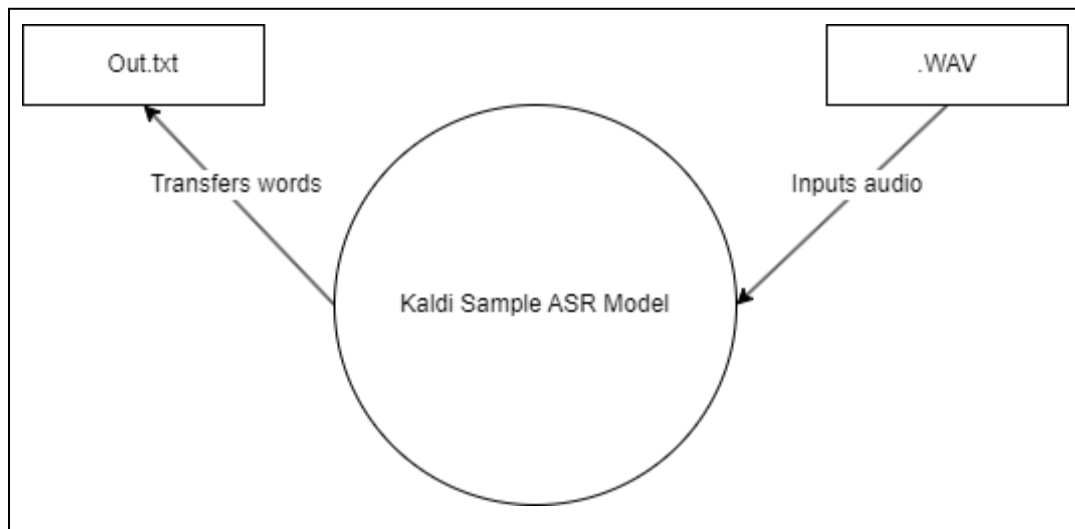 Out.txt
.WAV
Transfers words
Inputs audio
Kaldi Sample ASR Model